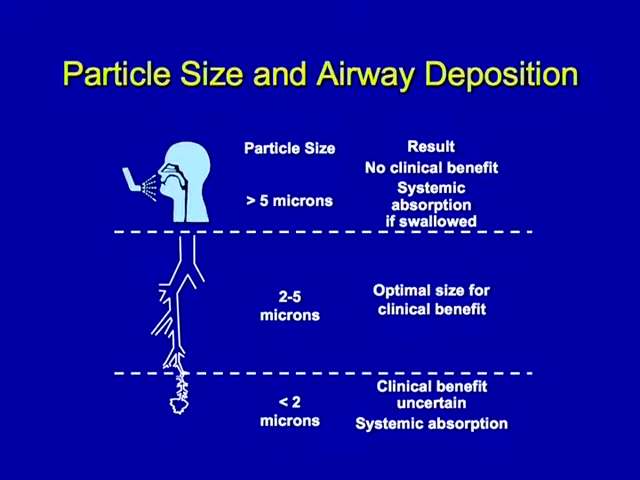 Particle Size and Airway Deposition
Particle Size
Result
> 5 microns
No clinical benefit
Systemic
absorption
if swallowed
2-5
microns
Optimal size for
clinical benefit
< 2
microns
Clinical benefit
uncertain
Systemic absorption